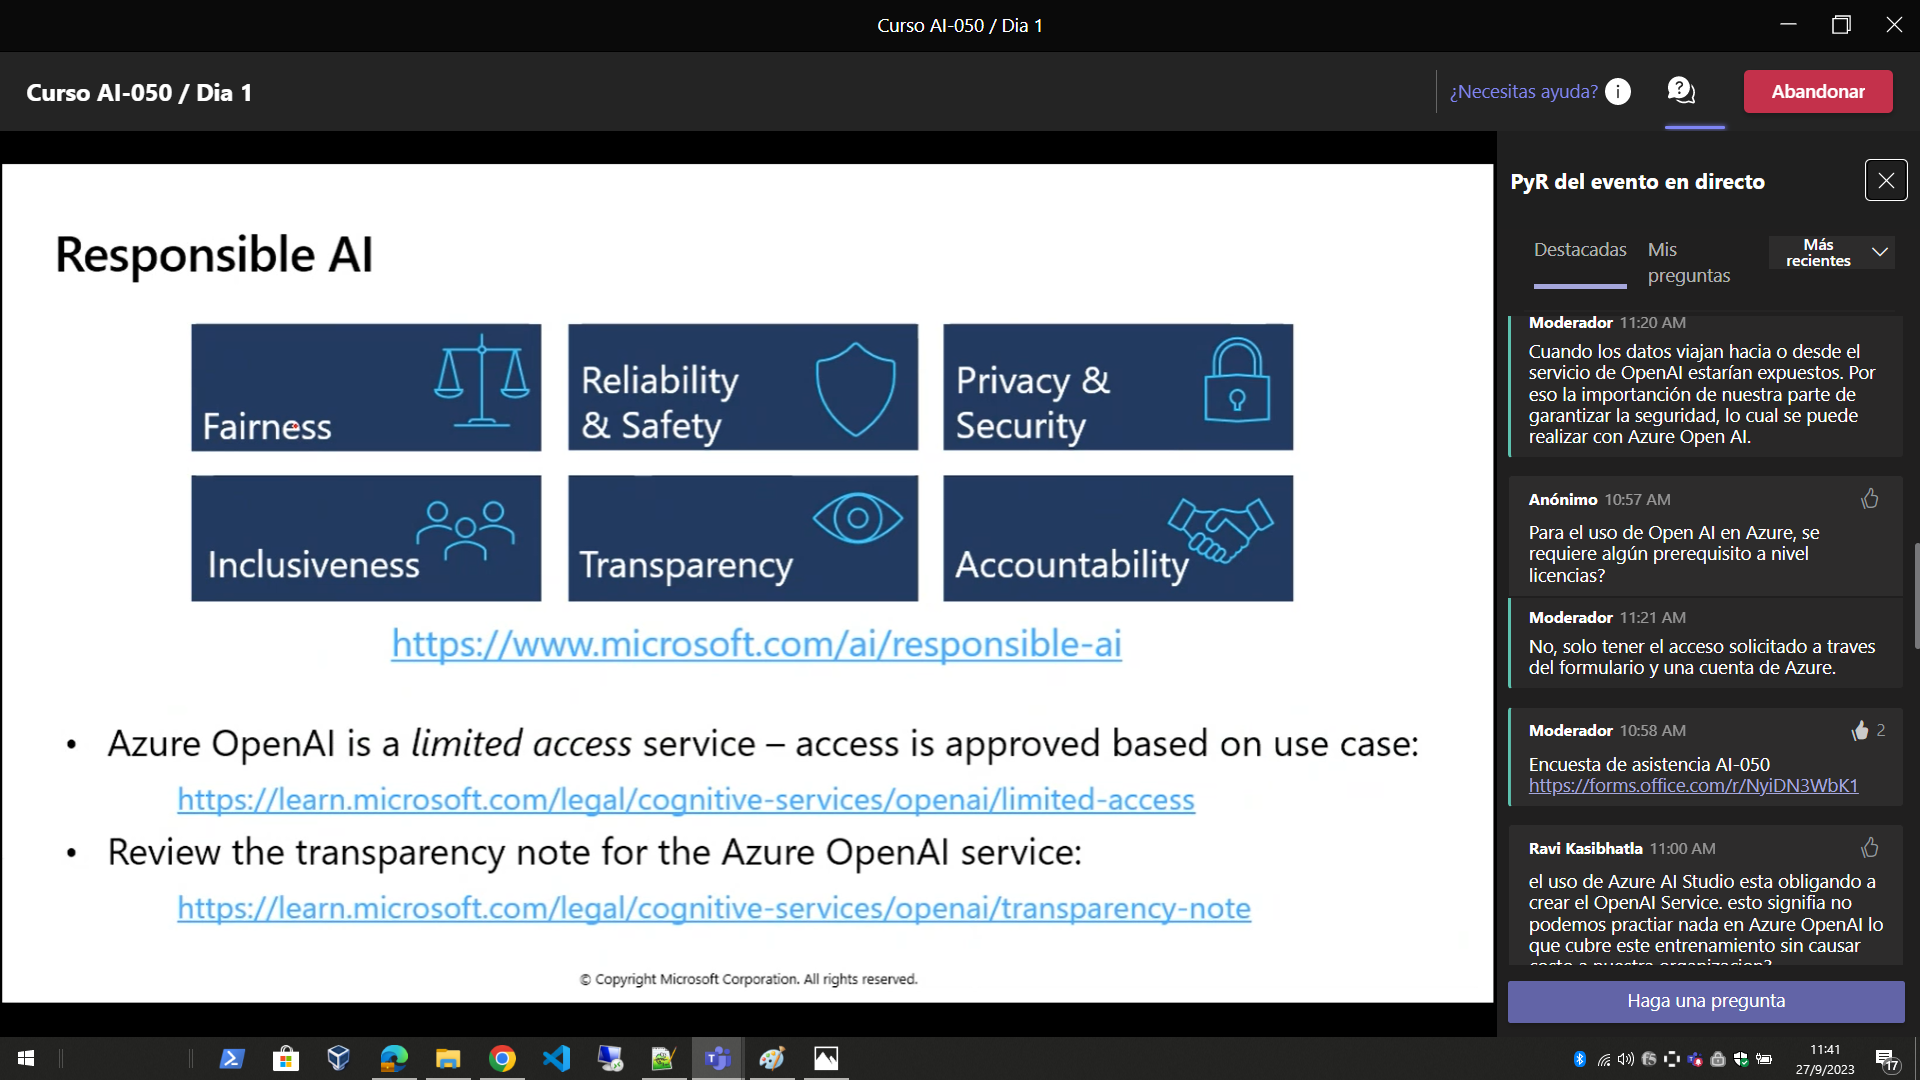 Curso AI-050 / Dia 1
Curso AI-050 / Dia 1
¿Necesitas ayuda?
Abandonar
Responsible AI
Fairness
Reliability
& Safety
Privacy &
Security
Inclusiveness
Transparency
Accountability
https://www.microsoft.com/ai/responsible-ai
• Azure OpenAI is a limited access service – access is approved based on use case:
https://learn.microsoft.com/legal/cognitive-services/openai/limited-access
• Review the transparency note for the Azure OpenAI service:
https://learn.microsoft.com/legal/cognitive-services/openai/transparency-note
© Copyright Microsoft Corporation. All rights reserved.
PyR del evento en directo
Destacadas
Mis
preguntas
Más
recientes
Moderador 11:20 AM
Cuando los datos viajan hacia o desde el
servicio de OpenAI estarían expuestos. Por
eso la importanción de nuestra parte de
garantizar la seguridad, lo cual se puede
realizar con Azure Open AI.
Anónimo 10:57 AM
Para el uso de Open AI en Azure, se
requiere algún prerequisito a nivel
licencias?
Moderador 11:21 AM
No, solo tener el acceso solicitado a traves
del formulario y una cuenta de Azure.
Moderador 10:58 AM 2
Encuesta de asistencia AI-050
https://forms.office.com/r/NyiDN3WbK1
Ravi Kasibhatla 11:00 AM
el uso de Azure AI Studio esta obligando a
crear el OpenAI Service. esto signifia no
podemos practiar nada en Azure OpenAI lo
que cubre este entrenamiento sin causar
costo a nuestra organizacion?
Haga una pregunta
11:41
27/9/2023
17